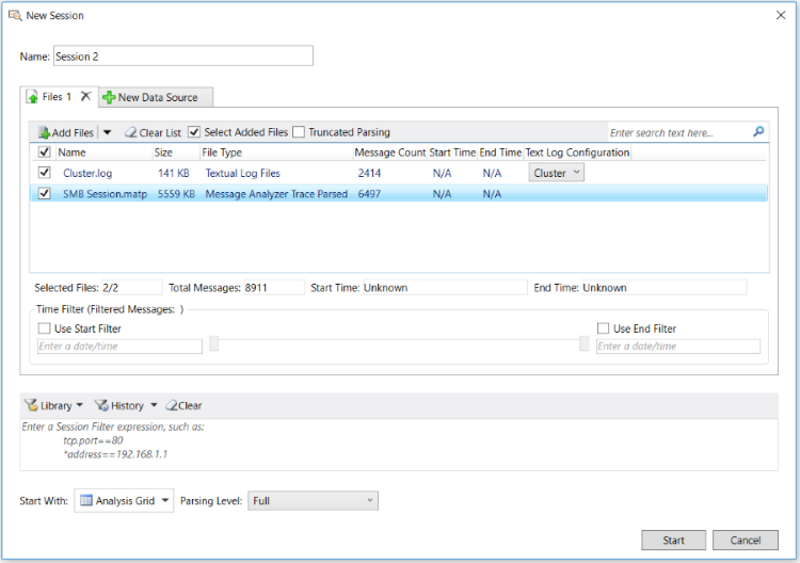 New Session
Name: Session 2
Files 1 New Data Source
Add Files Clear List Select Added Files Truncated Parsing Enter search text here...
Name Size File Type Message Count Start Time End Time Text Log Configuration
Cluster.log 141 KB Textual Log Files 2414 N/A N/A Cluster
SMB Session.matp 5559 KB Message Analyzer Trace Parsed 6497 N/A N/A
Selected Files: 2/2 Total Messages: 8911 Start Time: Unknown End Time: Unknown
Time Filter (Filtered Messages: )
Use Start Filter Use End Filter
Enter a date/time Enter a date/time
Library History Clear
Enter a Session Filter expression, such as:
tcp.port==80
*address==192.168.1.1
Start With: Analysis Grid Parsing Level: Full
Start Cancel